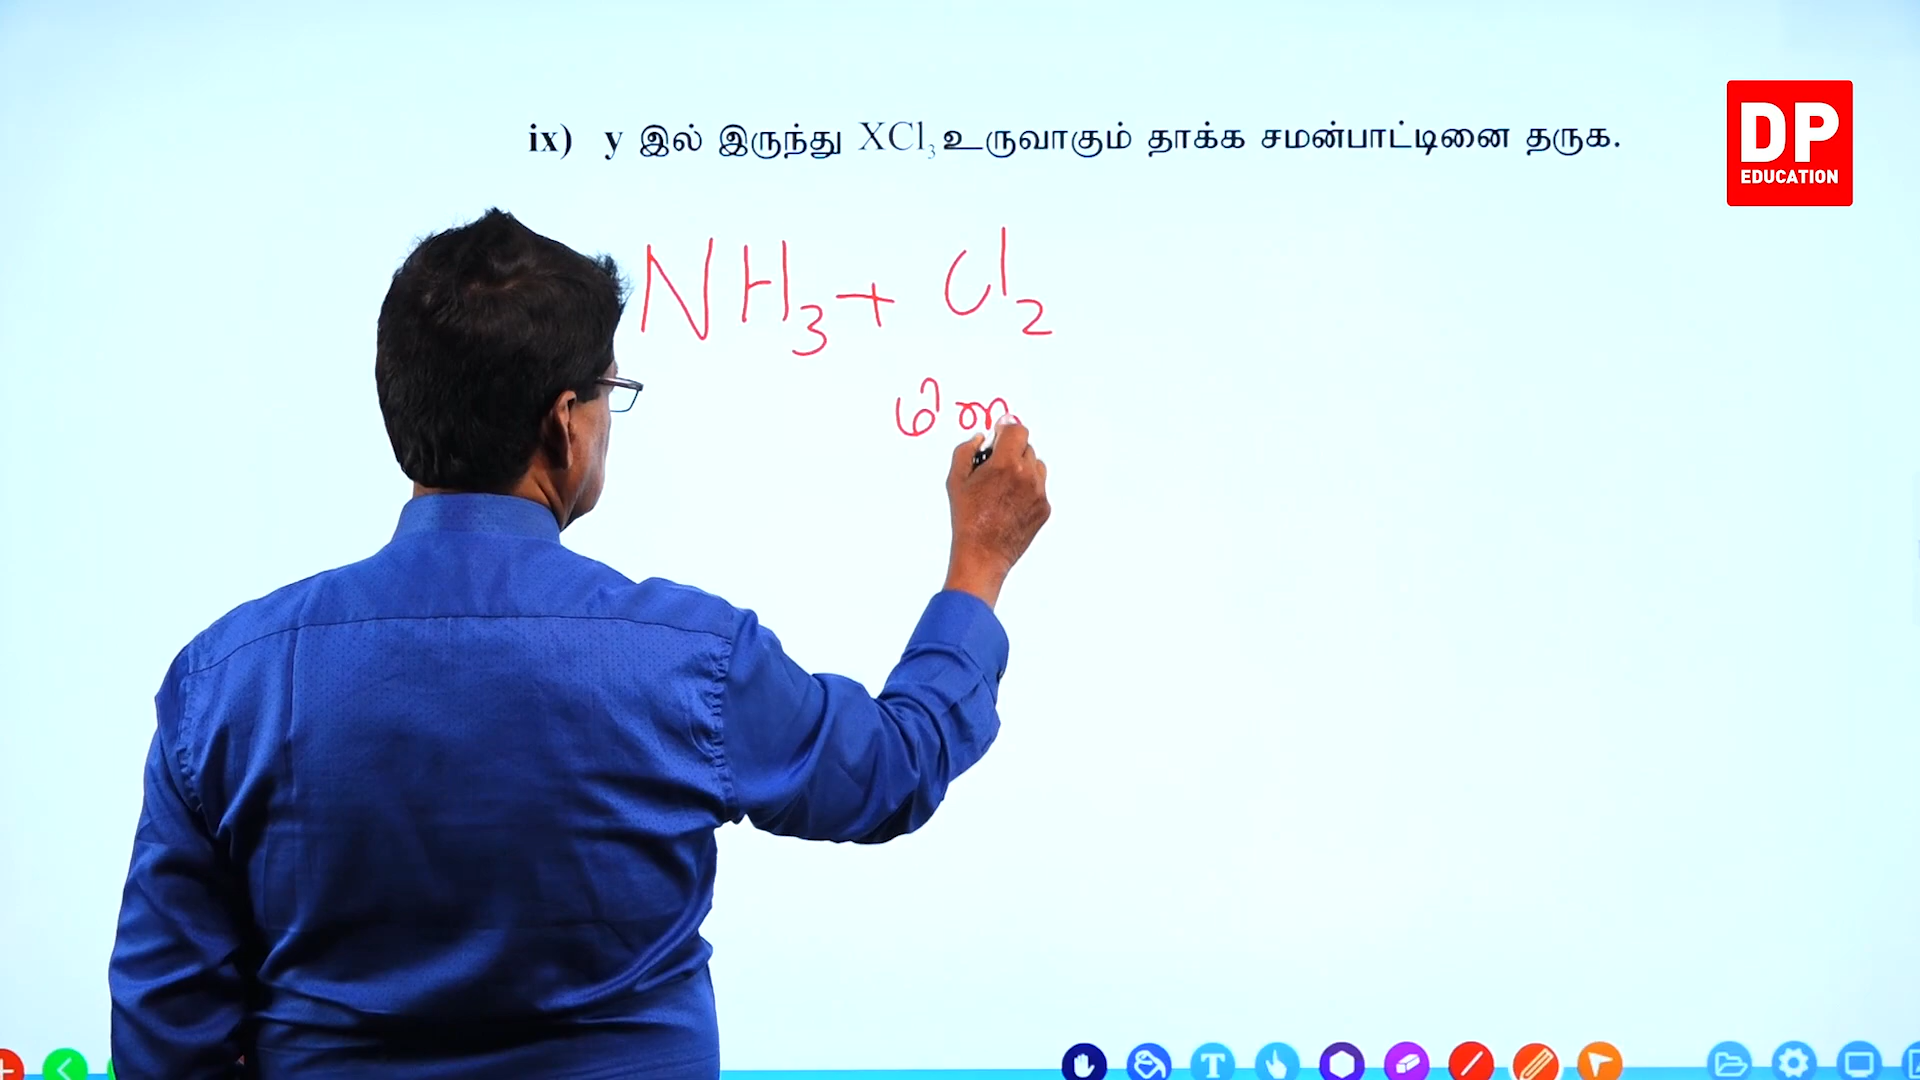 ix) y இல் இருந்து XCl₃ உருவாகும் தாக்க சமன்பாட்டினை தருக.
DP
EDUCATION
NH₃ + Cl₂